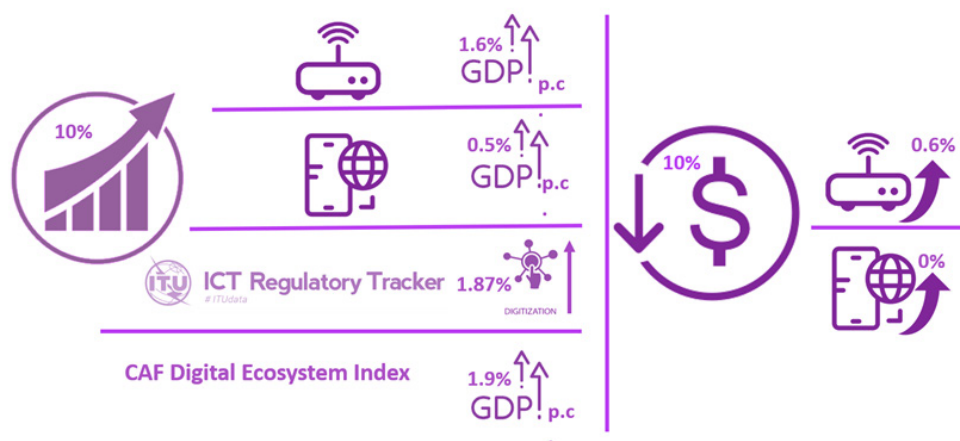 10%
1.6%
GDP
p.c
.
0.5%
GDP
p.c
.
ITU
ICT Regulatory Tracker
# ITUdata
1.87%
DIGITIZATION
CAF Digital Ecosystem Index
1.9%
GDP
p.c
.
10%
$
0.6%
0%